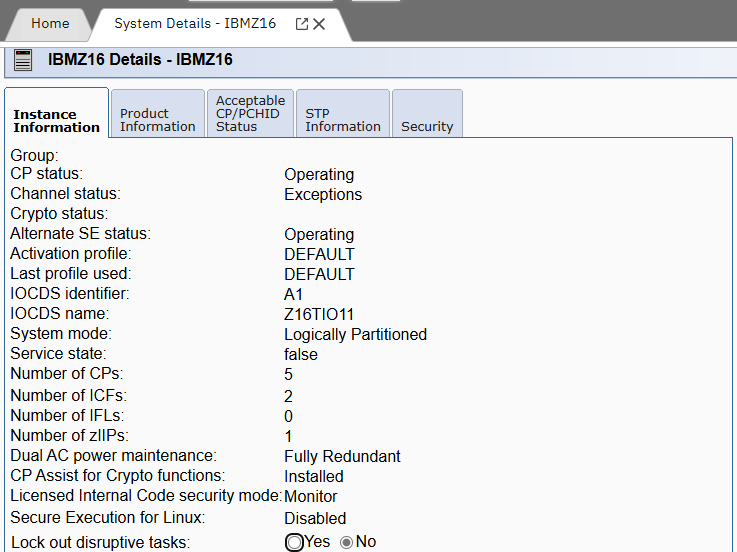 Home
System Details - IBMZ16
IBMZ16 Details - IBMZ16
Instance Information
Product Information
Acceptable CP/PCHID Status
STP Information
Security
Group:
CP status: Operating
Channel status: Exceptions
Crypto status:
Alternate SE status: Operating
Activation profile: DEFAULT
Last profile used: DEFAULT
IOCDS identifier: A1
IOCDS name: Z16TIO11
System mode: Logically Partitioned
Service state: false
Number of CPs: 5
Number of ICFs: 2
Number of IFLs: 0
Number of zIIPs: 1
Dual AC power maintenance: Fully Redundant
CP Assist for Crypto functions: Installed
Licensed Internal Code security mode: Monitor
Secure Execution for Linux: Disabled
Lock out disruptive tasks: Yes No